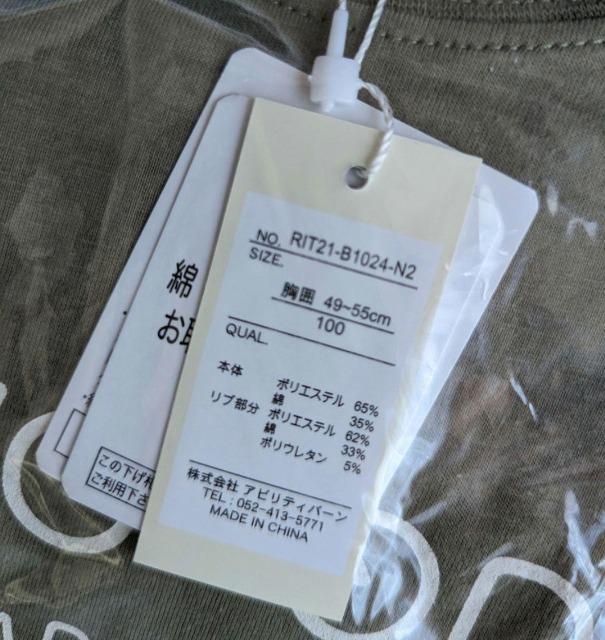 NO. RIT21-B1024-N2
SIZE.
胸囲 49~55cm
100
QUAL.
本体 ポリエステル 65%
綿 35%
リブ部分 ポリエステル 62%
綿 33%
ポリウレタン 5%
株式会社 アビリティバーン
TEL : 052-413-5771
MADE IN CHINA
綿
お取
この下げ札
ご利用下さ